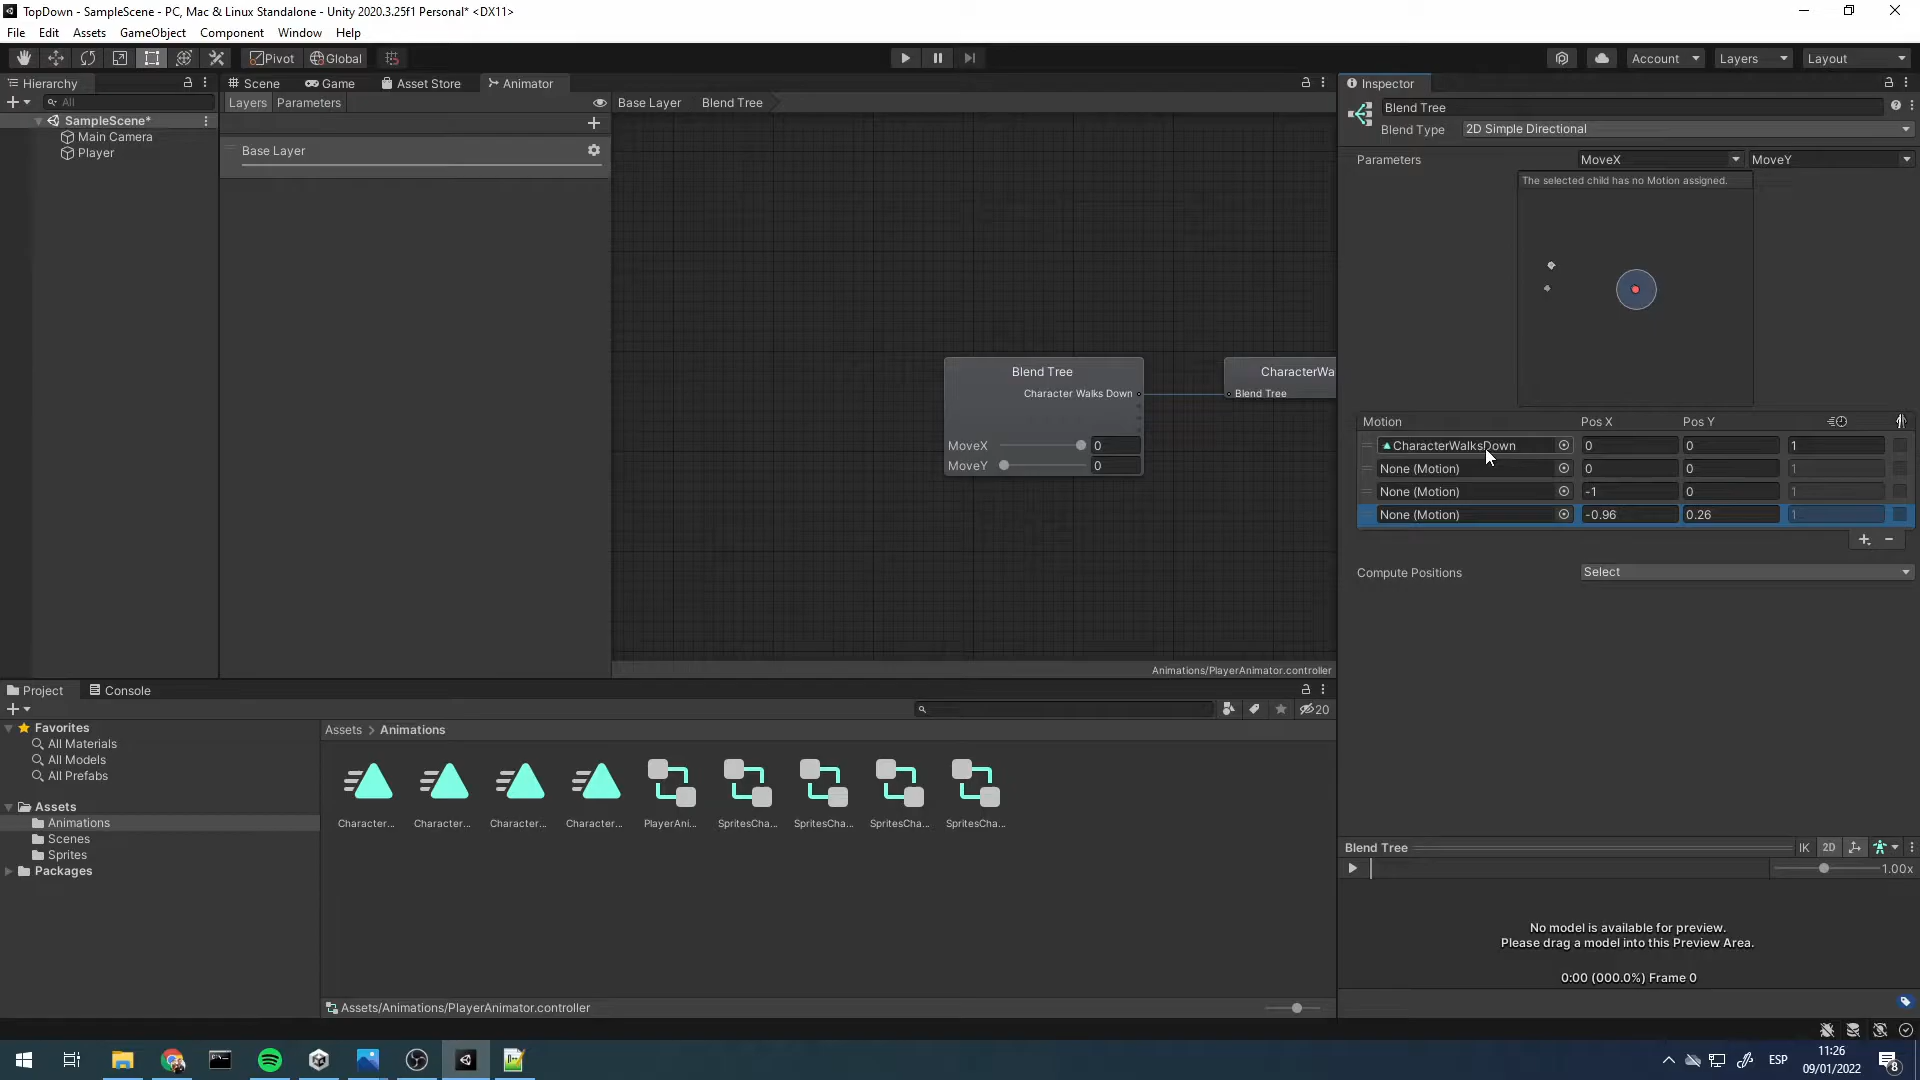 TopDown - SampleScene - PC, Mac & Linux Standalone - Unity 2020.3.25f1 Personal* <DX11>
File Edit Assets GameObject Component Window Help
Pivot Global Account Layers Layout
Hierarchy
All
SampleScene*
Main Camera
Player
Scene Game Asset Store Animator
Layers Parameters
Base Layer Blend Tree
Base Layer
Blend Tree
Character Walks Down
MoveX 0
MoveY 0
CharacterWa
Blend Tree
Animations/PlayerAnimator.controller
Inspector
Blend Tree
Blend Type 2D Simple Directional
Parameters MoveX MoveY
The selected child has no Motion assigned.
Motion Pos X Pos Y
CharacterWalksDown 0 0 1
None (Motion) 0 0 1
None (Motion) -1 0 1
None (Motion) -0.96 0.26 1
Compute Positions Select
Project Console
20
Favorites
All Materials
All Models
All Prefabs
Assets
Animations
Scenes
Sprites
Packages
Assets > Animations
Character... Character... Character... Character... PlayerAni... SpritesCha... SpritesCha... SpritesCha... SpritesCha...
Assets/Animations/PlayerAnimator.controller
Blend Tree IK 2D
1.00x
No model is available for preview.
Please drag a model into this Preview Area.
0:00 (000.0%) Frame 0
ESP
11:26
09/01/2022
8